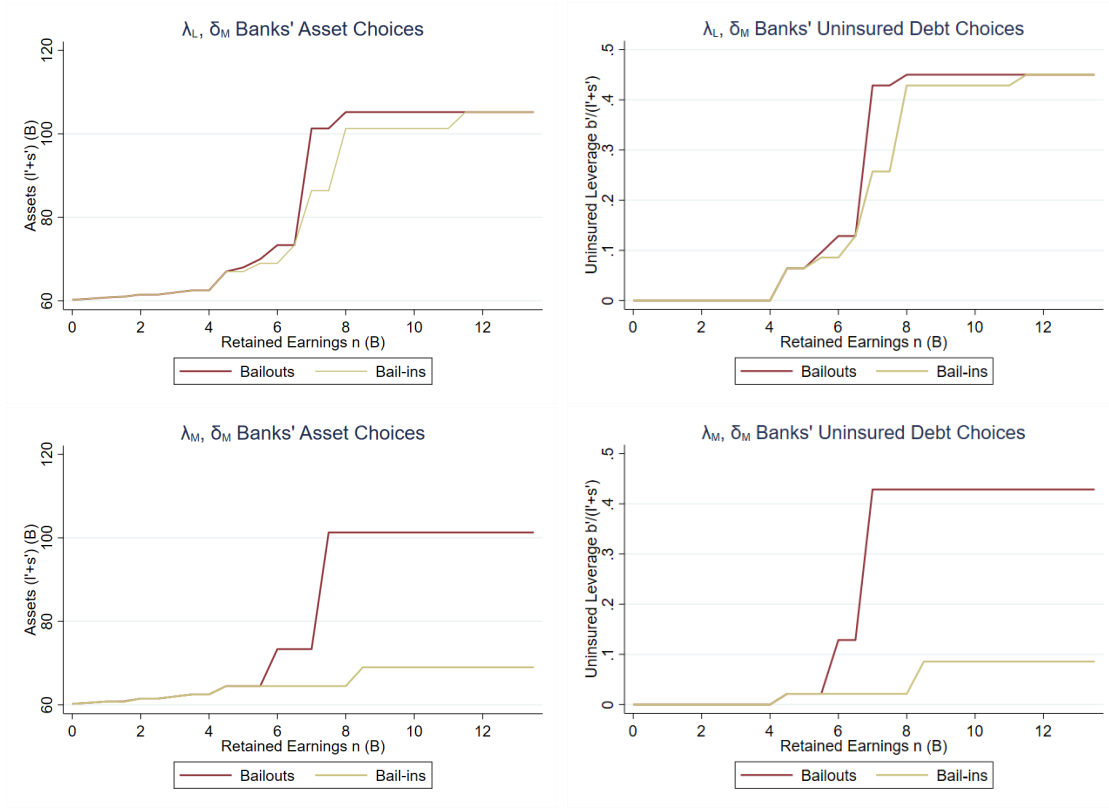 λL, δM Banks' Asset Choices
Assets (l'+s') (B)
120
100
80
60
0 2 4 6 8 10 12
Retained Earnings n (B)
Bailouts Bail-ins
λL, δM Banks' Uninsured Debt Choices
Uninsured Leverage b'/(l'+s')
.5
.4
.3
.2
.1
0
0 2 4 6 8 10 12
Retained Earnings n (B)
Bailouts Bail-ins
λM, δM Banks' Asset Choices
Assets (l'+s') (B)
120
100
80
60
0 2 4 6 8 10 12
Retained Earnings n (B)
Bailouts Bail-ins
λM, δM Banks' Uninsured Debt Choices
Uninsured Leverage b'/(l'+s')
.5
.4
.3
.2
.1
0
0 2 4 6 8 10 12
Retained Earnings n (B)
Bailouts Bail-ins